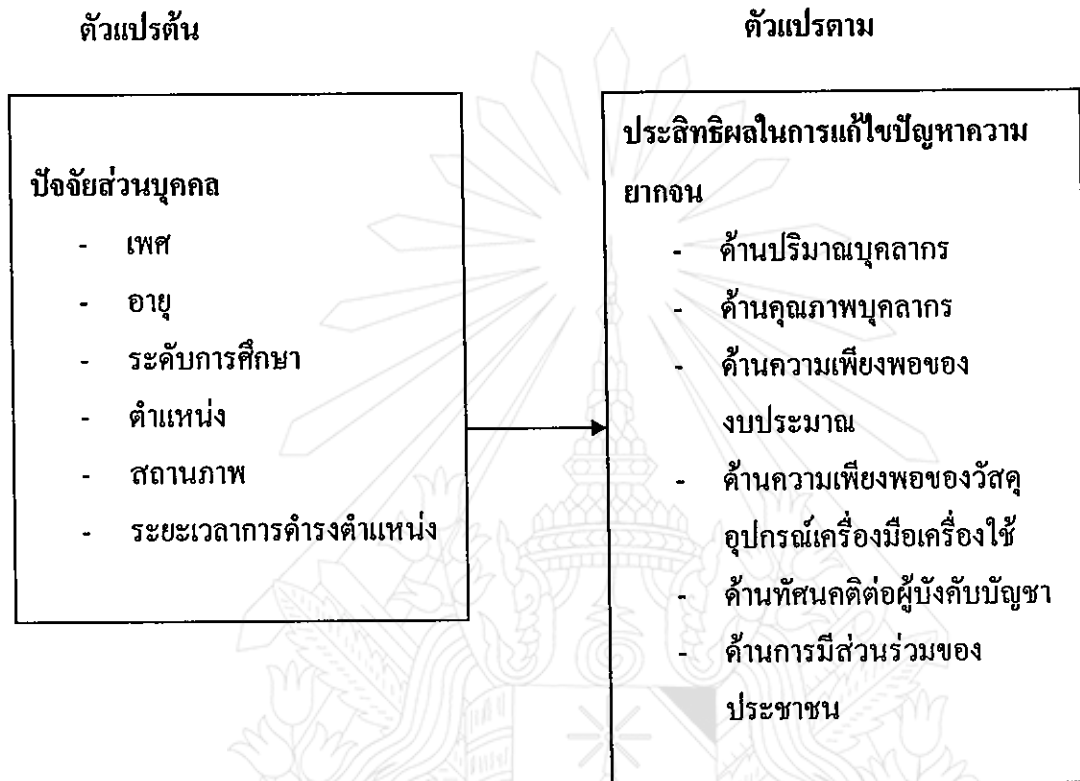 ตัวแปรต้น
ตัวแปรตาม
ปัจจัยส่วนบุคคล
- เพศ
- อายุ
- ระดับการศึกษา
- ตำแหน่ง
- สถานภาพ
- ระยะเวลาการดำรงตำแหน่ง
ประสิทธิผลในการแก้ไขปัญหาความ
ยากจน
- ด้านปริมาณบุคลากร
- ด้านคุณภาพบุคลากร
- ด้านความเพียงพอของ
งบประมาณ
- ด้านความเพียงพอของวัสดุ
อุปกรณ์เครื่องมือเครื่องใช้
- ด้านทัศนคติต่อผู้บังคับบัญชา
- ด้านการมีส่วนร่วมของ
ประชาชน